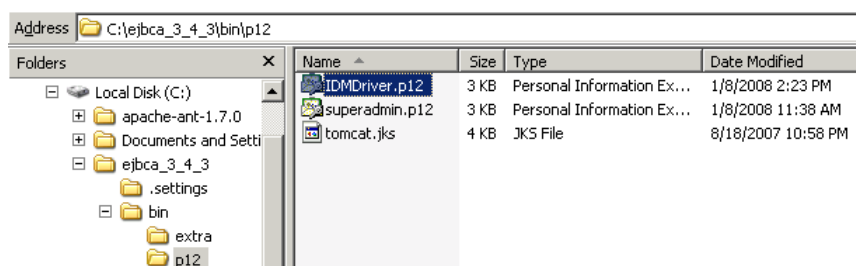 Address C:\ejbca_3_4_3\bin\p12
Folders
Local Disk (C:)
apache-ant-1.7.0
Documents and Setti
ejbca_3_4_3
.settings
bin
extra
p12
Name Size Type Date Modified
IDMDriver.p12 3 KB Personal Information Ex... 1/8/2008 2:23 PM
superadmin.p12 3 KB Personal Information Ex... 1/8/2008 11:38 AM
tomcat.jks 4 KB JKS File 8/18/2007 10:58 PM